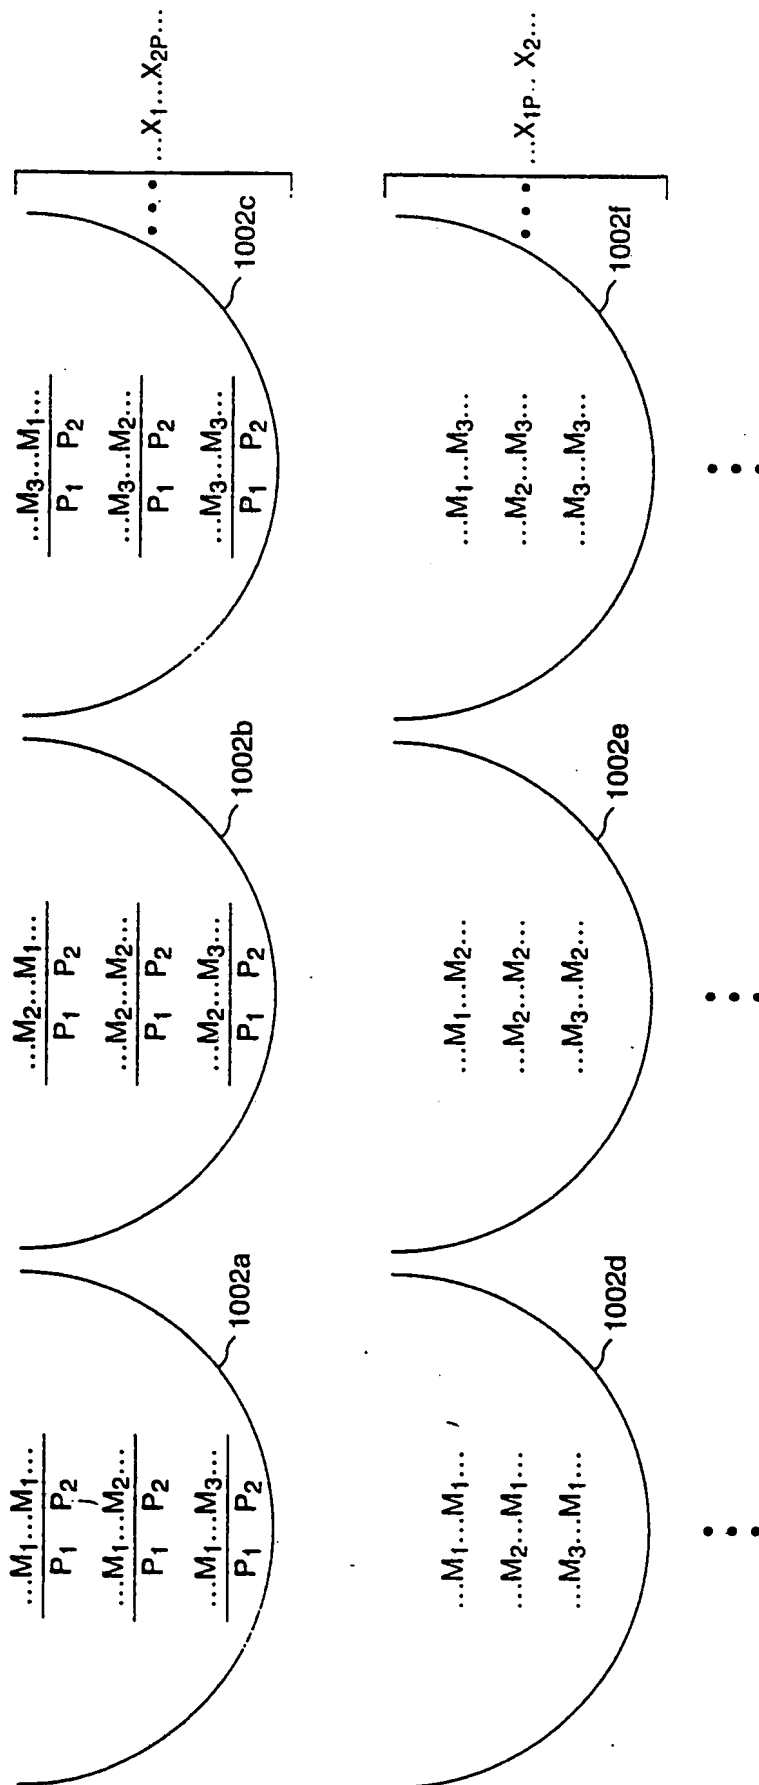 ...M₁...M₁...
P₁ P₂
...M₁...M₂...
P₁ P₂
...M₁...M₃...
P₁ P₂
1002a
...M₂...M₁...
P₁ P₂
...M₂...M₂...
P₁ P₂
...M₂...M₃...
P₁ P₂
1002b
...M₃...M₁...
P₁ P₂
...M₃...M₂...
P₁ P₂
...M₃...M₃...
P₁ P₂
1002c
...X₁...X₂ₚ...
...M₁...M₁...
...M₂...M₁...
...M₃...M₁...
1002d
...M₁...M₂...
...M₂...M₂...
...M₃...M₂...
1002e
...M₁...M₃...
...M₂...M₃...
...M₃...M₃...
1002f
...X₁ₚ... X₂...